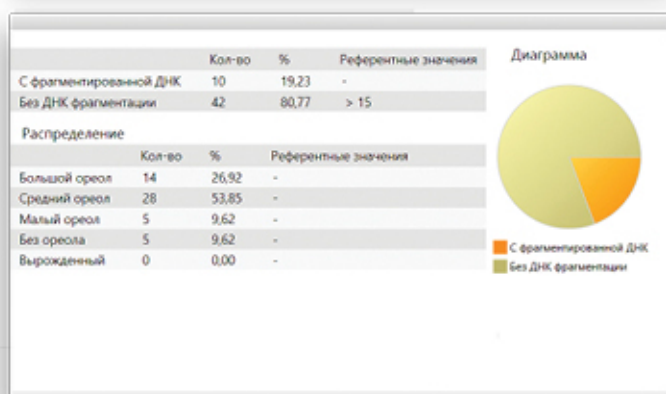 Кол-во % Референтные значения
С фрагментированной ДНК 10 19,23 -
Без ДНК фрагментации 42 80,77 > 15
Распределение
Кол-во % Референтные значения
Большой ореол 14 26,92 -
Средний ореол 28 53,85 -
Малый ореол 5 9,62 -
Без ореола 5 9,62 -
Вырожденный 0 0,00 -
Диаграмма
С фрагментированной ДНК
Без ДНК фрагментации